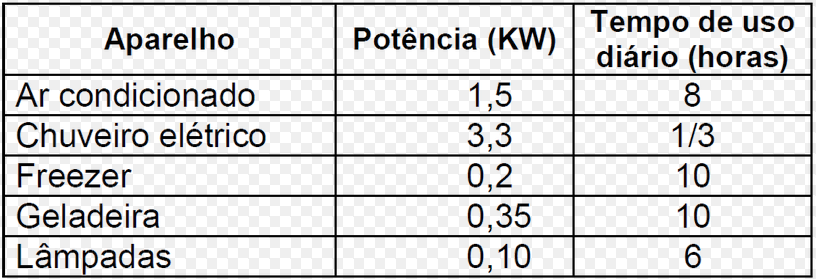 Aparelho Potência (KW) Tempo de uso
diário (horas)
Ar condicionado 1,5 8
Chuveiro elétrico 3,3 1/3
Freezer 0,2 10
Geladeira 0,35 10
Lâmpadas 0,10 6